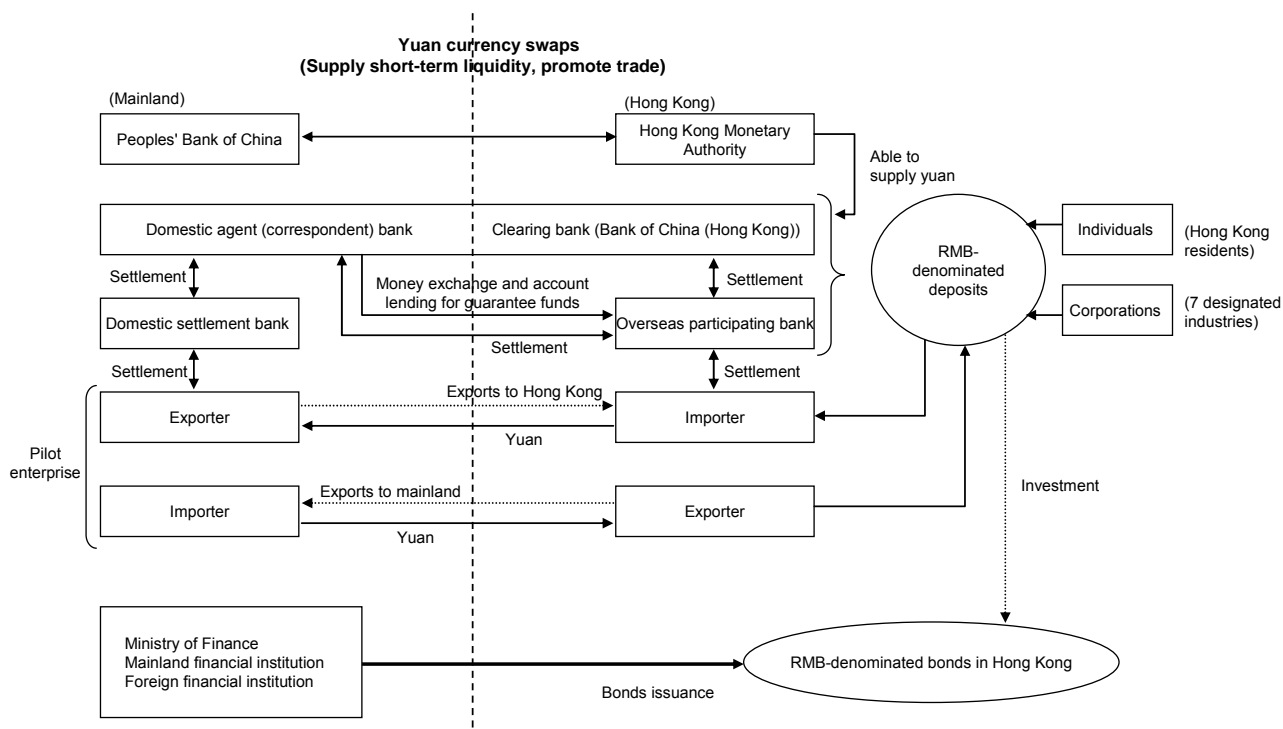 Yuan currency swaps
(Supply short-term liquidity, promote trade)
(Mainland)
(Hong Kong)
Peoples' Bank of China
Hong Kong Monetary
Authority
Able to
supply yuan
Domestic agent (correspondent) bank
Clearing bank (Bank of China (Hong Kong))
RMB-
denominated
deposits
Individuals
(Hong Kong
residents)
Settlement
Money exchange and account
lending for guarantee funds
Settlement
Domestic settlement bank
Overseas participating bank
Corporations
(7 designated
industries)
Settlement
Settlement
Settlement
Exports to Hong Kong
Exporter
Importer
Yuan
Pilot
enterprise
Exports to mainland
Importer
Exporter
Investment
Yuan
Ministry of Finance
Mainland financial institution
Foreign financial institution
RMB-denominated bonds in Hong Kong
Bonds issuance